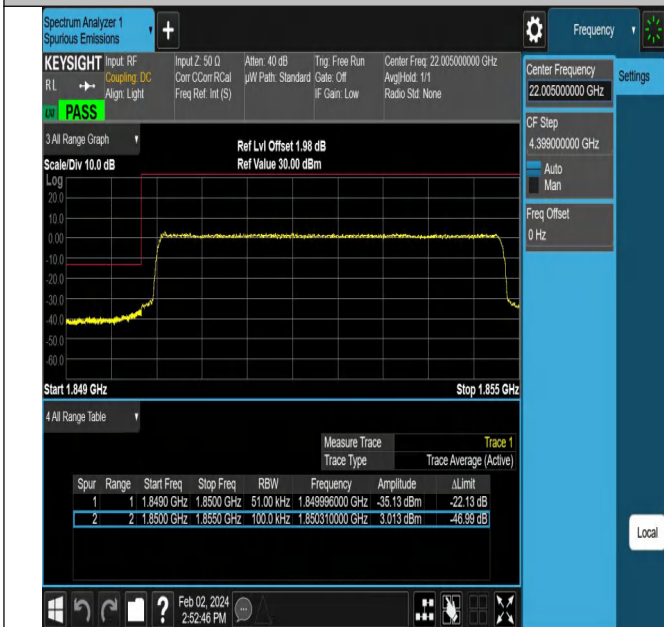 Spectrum Analyzer 1
Spurious Emissions
+
Frequency
KEYSIGHT
RL
PASS
Input: RF
Coupling: DC
Align: Light
Input Z: 50 Ω
Corr CCorr RCal
Freq Ref: Int (S)
Atten: 40 dB
µW Path: Standard
Trig: Free Run
Gate: Off
IF Gain: Low
Center Freq: 22.005000000 GHz
Avg|Hold: 1/1
Radio Std: None
Center Frequency
22.005000000 GHz
Settings
CF Step
4.399000000 GHz
Auto
Man
Freq Offset
0 Hz
3 All Range Graph
Scale/Div 10.0 dB
Ref Lvl Offset 1.98 dB
Ref Value 30.00 dBm
Log
20.0
10.0
0.00
-10.0
-20.0
-30.0
-40.0
-50.0
-60.0
Start 1.849 GHz
Stop 1.855 GHz
4 All Range Table
Measure Trace Trace 1
Trace Type Trace Average (Active)
Spur Range Start Freq Stop Freq RBW Frequency Amplitude ΔLimit
1 1 1.8490 GHz 1.8500 GHz 51.00 kHz 1.849996000 GHz -35.13 dBm -22.13 dB
2 2 1.8500 GHz 1.8550 GHz 100.0 kHz 1.850310000 GHz 3.013 dBm -46.99 dB
Local
?
Feb 02, 2024
2:52:46 PM